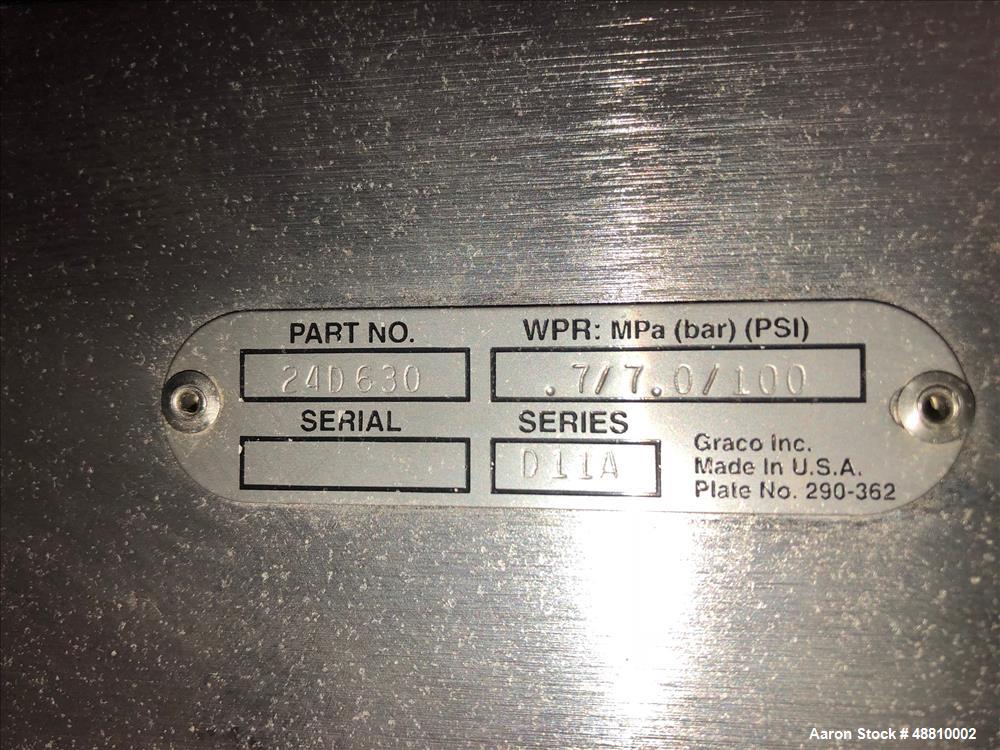 PART NO. WPR: MPa (bar) (PSI)
24D630 .7/7.0/100
SERIAL SERIES
D11A
Graco Inc.
Made In U.S.A.
Plate No. 290-362
Aaron Stock # 48810002